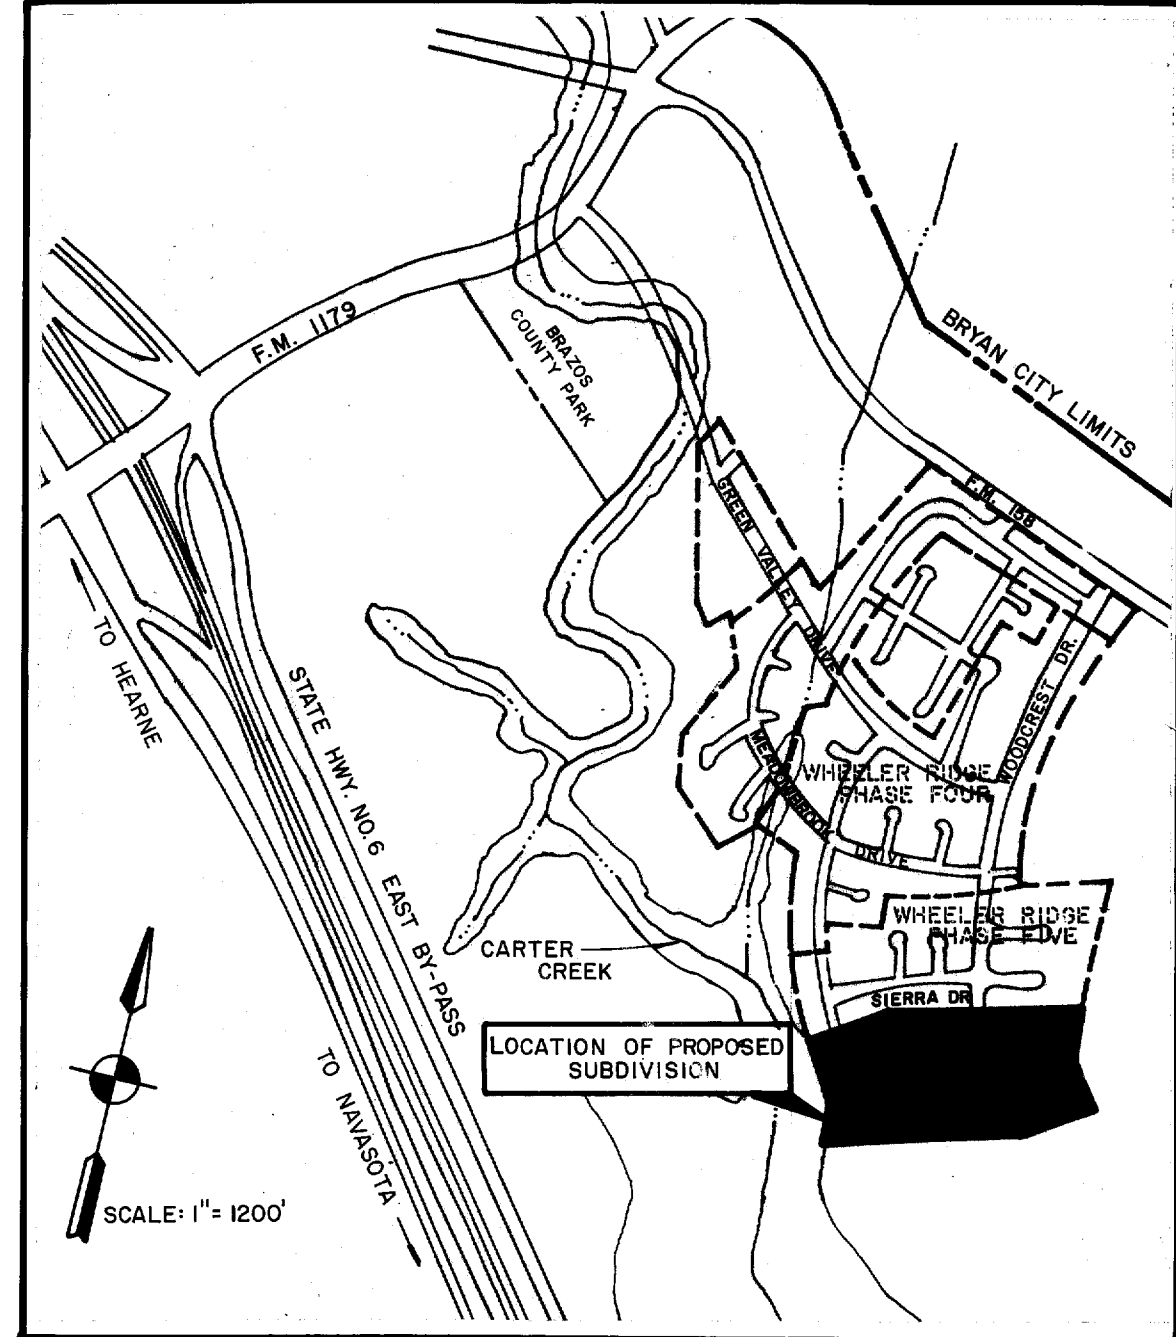 F.M. 1179
BRAZOS
COUNTY PARK
BRYAN CITY LIMITS
F.M. 158
GREEN VALLEY DRIVE
TO HEARNE
STATE HWY. NO. 6 EAST BY-PASS
WOODCREST DR.
MEADOWBROOK DRIVE
WHEELER RIDGE
PHASE FOUR
WHEELER RIDGE
PHASE FIVE
CARTER
CREEK
SIERRA DR
LOCATION OF PROPOSED
SUBDIVISION
TO NAVASOTA
SCALE: 1"= 1200'